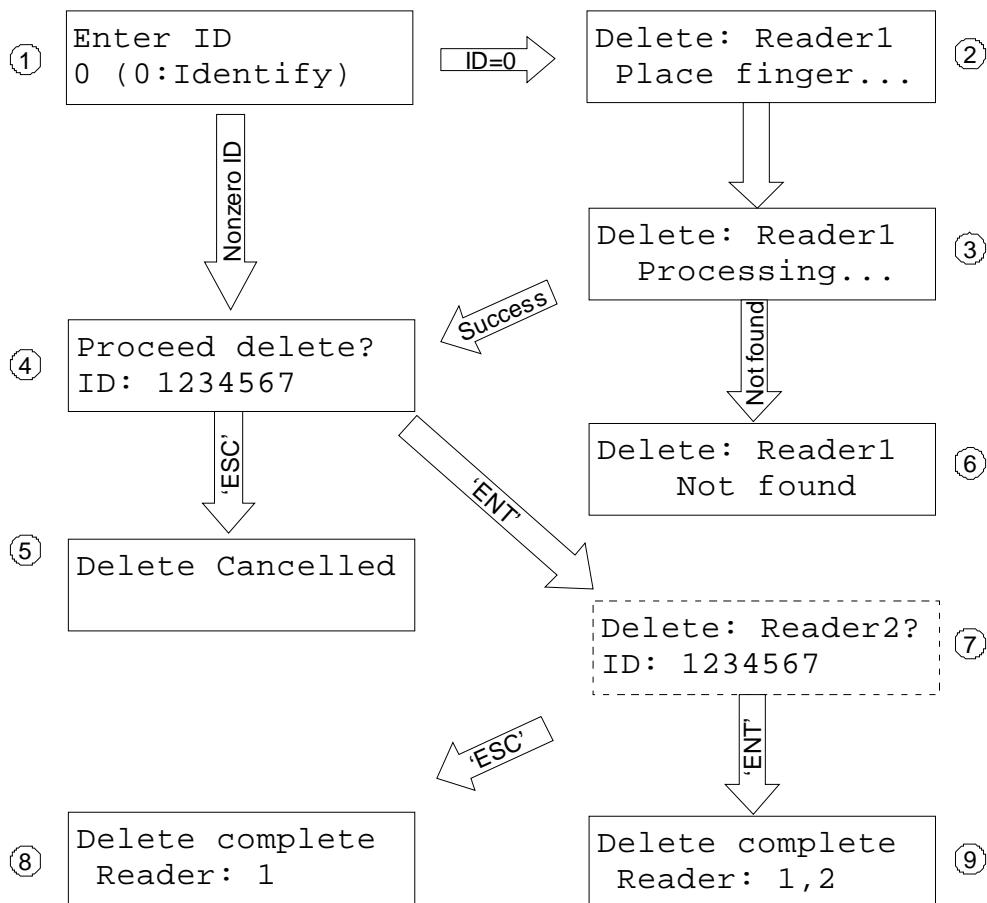 1
Enter ID
0 (0:Identify)
ID=0
Delete: Reader1
Place finger...
2
Nonzero ID
Delete: Reader1
Processing...
3
Success
Not found
4
Proceed delete?
ID: 1234567
'ESC'
'ENT'
Delete: Reader1
Not found
6
5
Delete Cancelled
Delete: Reader2?
ID: 1234567
7
'ESC'
'ENT'
8
Delete complete
Reader: 1
Delete complete
Reader: 1,2
9